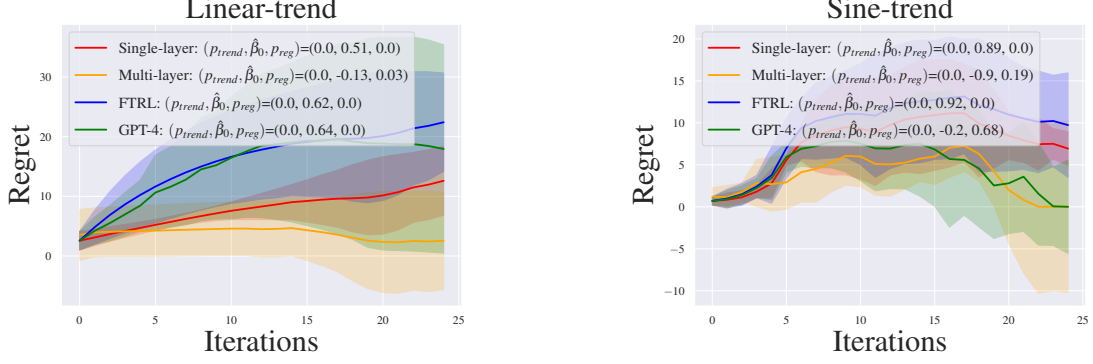 Linear-trend
Single-layer: (p_trend, β̂_0, p_reg)=(0.0, 0.51, 0.0)
Multi-layer: (p_trend, β̂_0, p_reg)=(0.0, -0.13, 0.03)
FTRL: (p_trend, β̂_0, p_reg)=(0.0, 0.62, 0.0)
GPT-4: (p_trend, β̂_0, p_reg)=(0.0, 0.64, 0.0)
30
20
10
0
Regret
0 5 10 15 20 25
Iterations
Sine-trend
Single-layer: (p_trend, β̂_0, p_reg)=(0.0, 0.89, 0.0)
Multi-layer: (p_trend, β̂_0, p_reg)=(0.0, -0.9, 0.19)
FTRL: (p_trend, β̂_0, p_reg)=(0.0, 0.92, 0.0)
GPT-4: (p_trend, β̂_0, p_reg)=(0.0, -0.2, 0.68)
20
15
10
5
0
−5
−10
Regret
0 5 10 15 20 25
Iterations